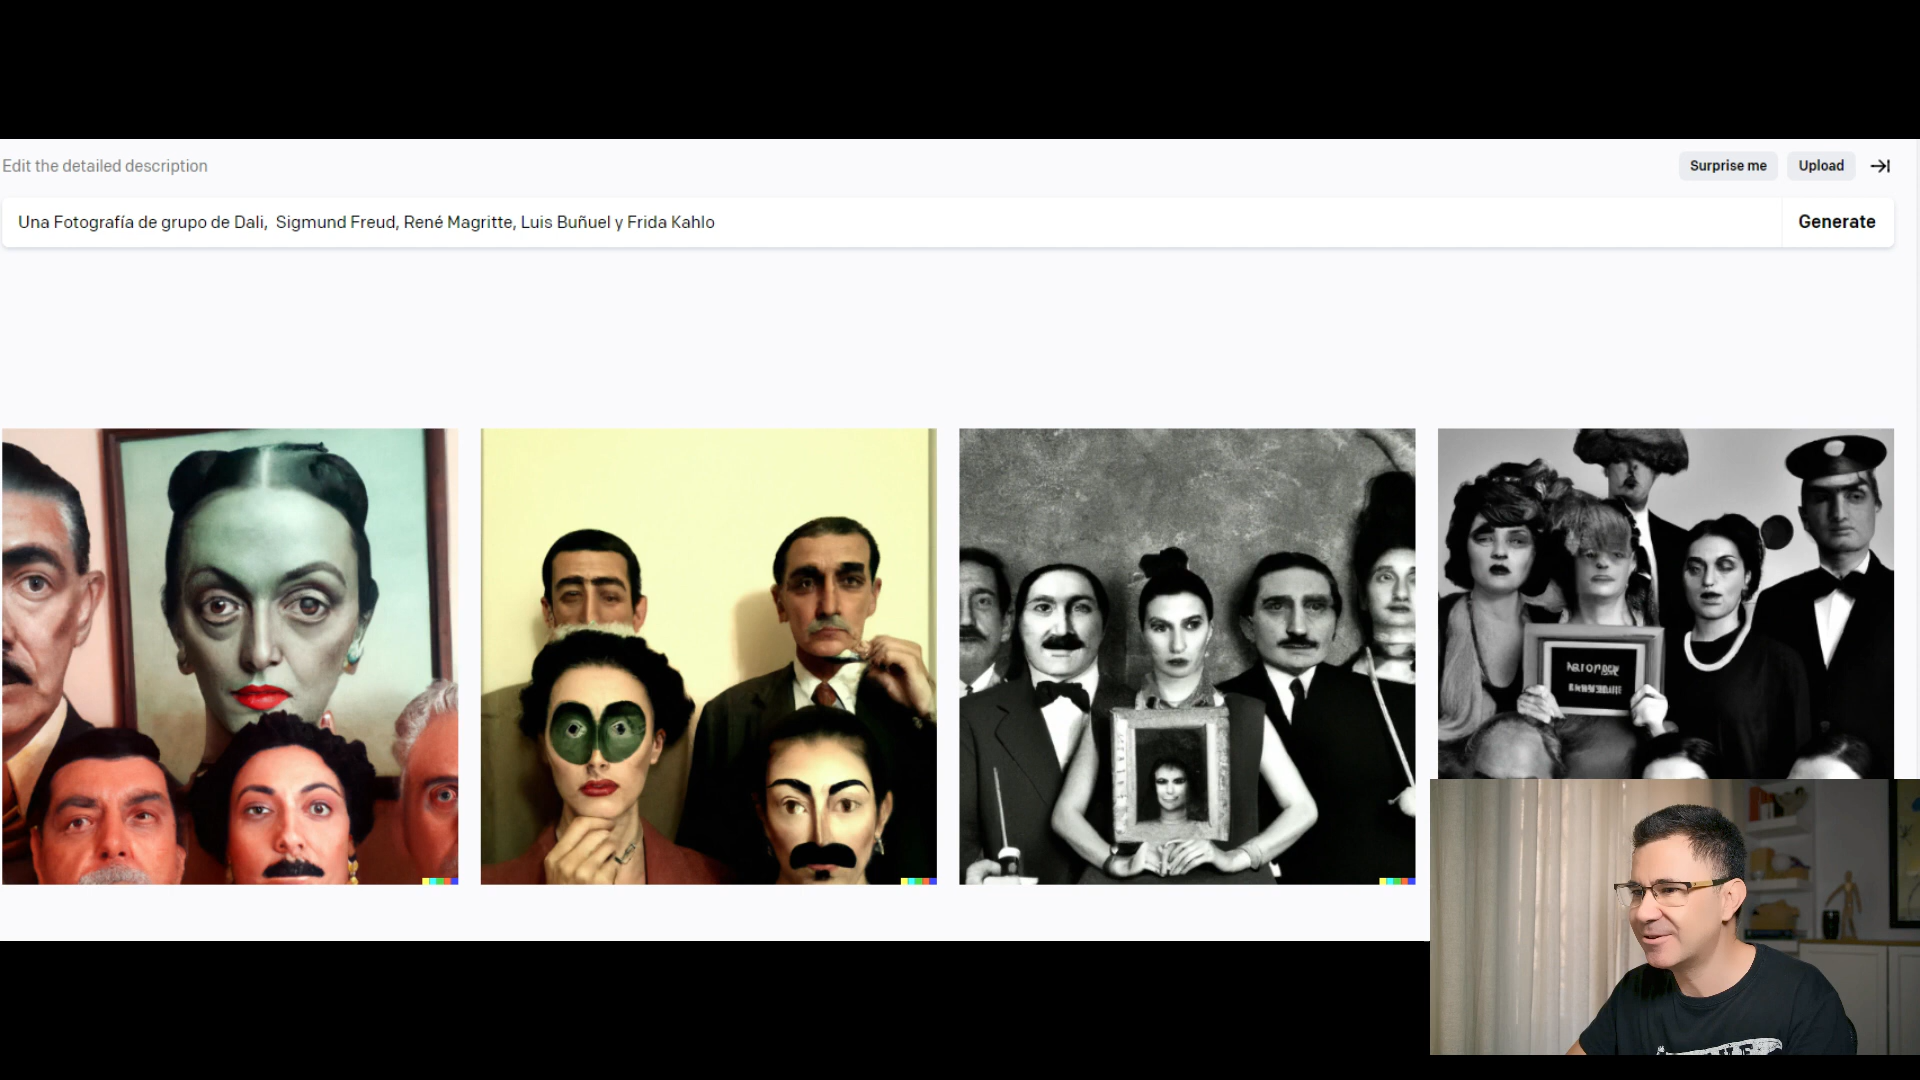 Edit the detailed description
Surprise me
Upload
Una Fotografía de grupo de Dali,  Sigmund Freud, René Magritte, Luis Buñuel y Frida Kahlo
Generate